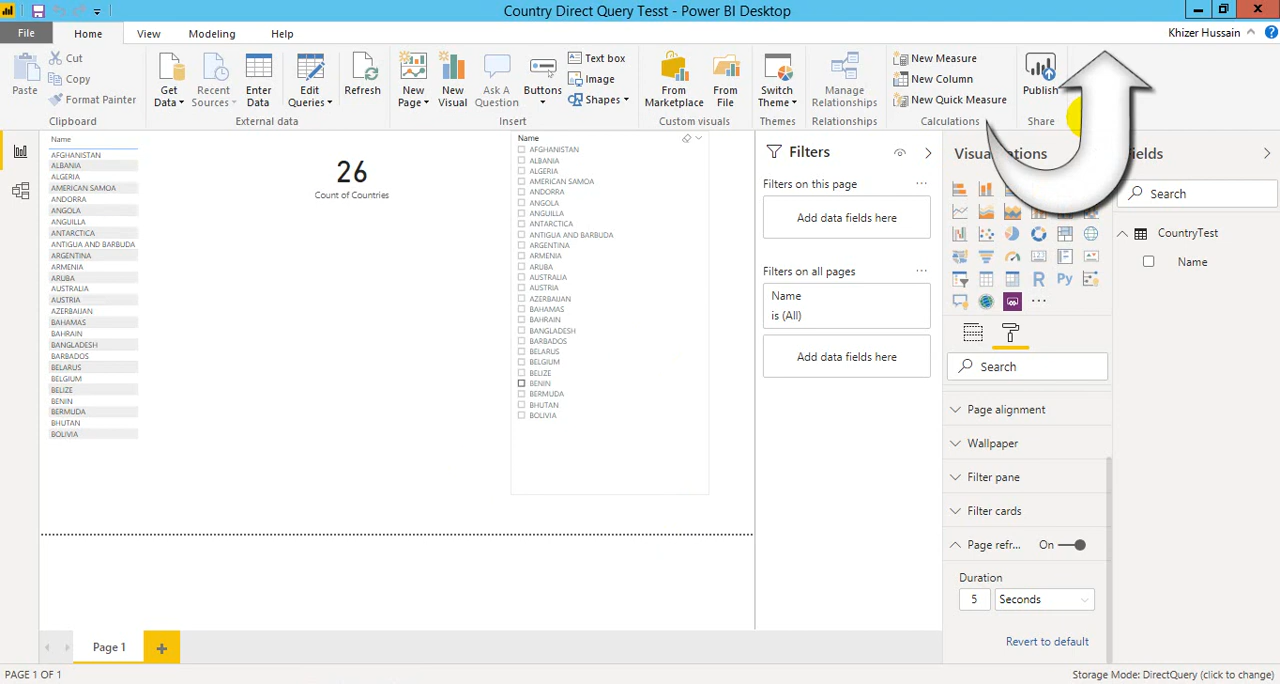 Country Direct Query Tesst - Power BI Desktop
File
Home
View
Modeling
Help
Khizer Hussain
?
Paste
Cut
Copy
Format Painter
Clipboard
Get Data
Recent Sources
Enter Data
Edit Queries
Refresh
External data
New Page
New Visual
Ask A Question
Buttons
Text box
Image
Shapes
Insert
From Marketplace
From File
Custom visuals
Switch Theme
Themes
Manage Relationships
Relationships
New Measure
New Column
New Quick Measure
Calculations
Publish
Share
Name
AFGHANISTAN
ALBANIA
ALGERIA
AMERICAN SAMOA
ANDORRA
ANGOLA
ANGUILLA
ANTARCTICA
ANTIGUA AND BARBUDA
ARGENTINA
ARMENIA
ARUBA
AUSTRALIA
AUSTRIA
AZERBAIJAN
BAHAMAS
BAHRAIN
BANGLADESH
BARBADOS
BELARUS
BELGIUM
BELIZE
BENIN
BERMUDA
BHUTAN
BOLIVIA
26
Count of Countries
Name
AFGHANISTAN
ALBANIA
ALGERIA
AMERICAN SAMOA
ANDORRA
ANGOLA
ANGUILLA
ANTARCTICA
ANTIGUA AND BARBUDA
ARGENTINA
ARMENIA
ARUBA
AUSTRALIA
AUSTRIA
AZERBAIJAN
BAHAMAS
BAHRAIN
BANGLADESH
BARBADOS
BELARUS
BELGIUM
BELIZE
BENIN
BERMUDA
BHUTAN
BOLIVIA
Filters
Filters on this page
...
Add data fields here
Filters on all pages
...
Name
is (All)
Add data fields here
R
Py
...
Search
Page alignment
Wallpaper
Filter pane
Filter cards
Page refr...
On
Duration
5
Seconds
Revert to default
Search
CountryTest
Name
Page 1
PAGE 1 OF 1
Storage Mode: DirectQuery (click to change)